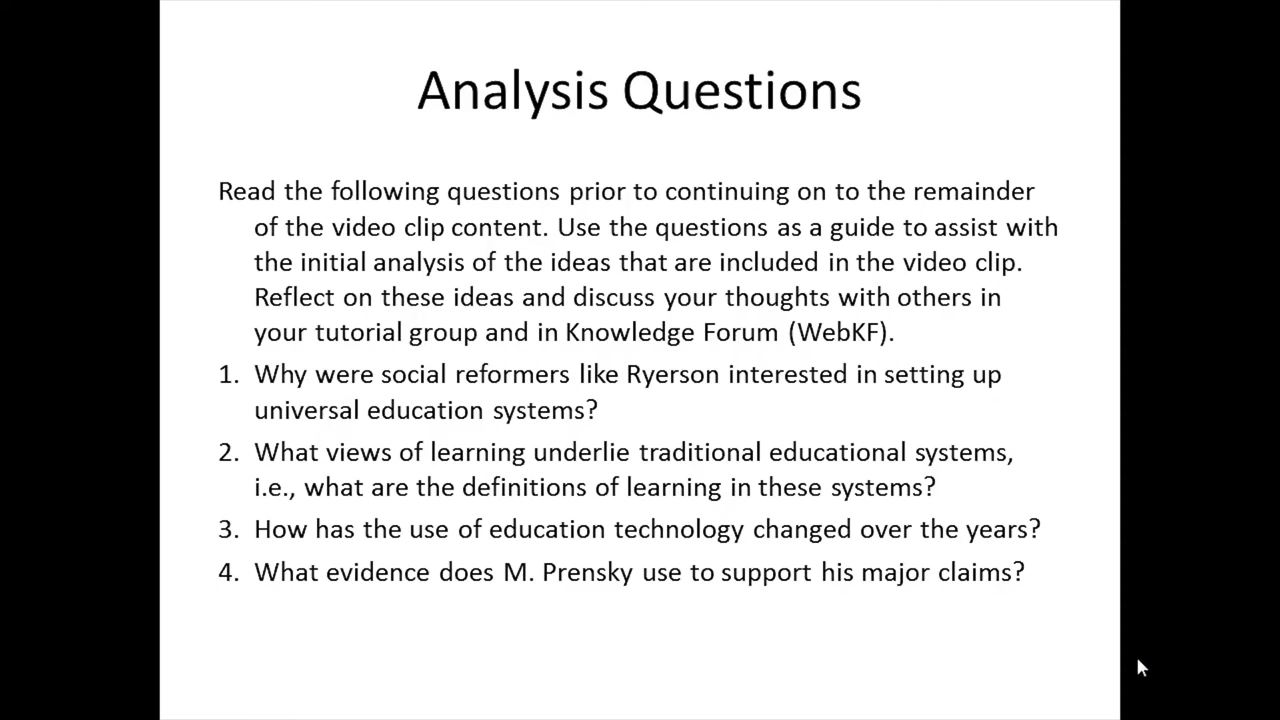 Analysis Questions
Read the following questions prior to continuing on to the remainder
of the video clip content. Use the questions as a guide to assist with
the initial analysis of the ideas that are included in the video clip.
Reflect on these ideas and discuss your thoughts with others in
your tutorial group and in Knowledge Forum (WebKF).
1. Why were social reformers like Ryerson interested in setting up
universal education systems?
2. What views of learning underlie traditional educational systems,
i.e., what are the definitions of learning in these systems?
3. How has the use of education technology changed over the years?
4. What evidence does M. Prensky use to support his major claims?